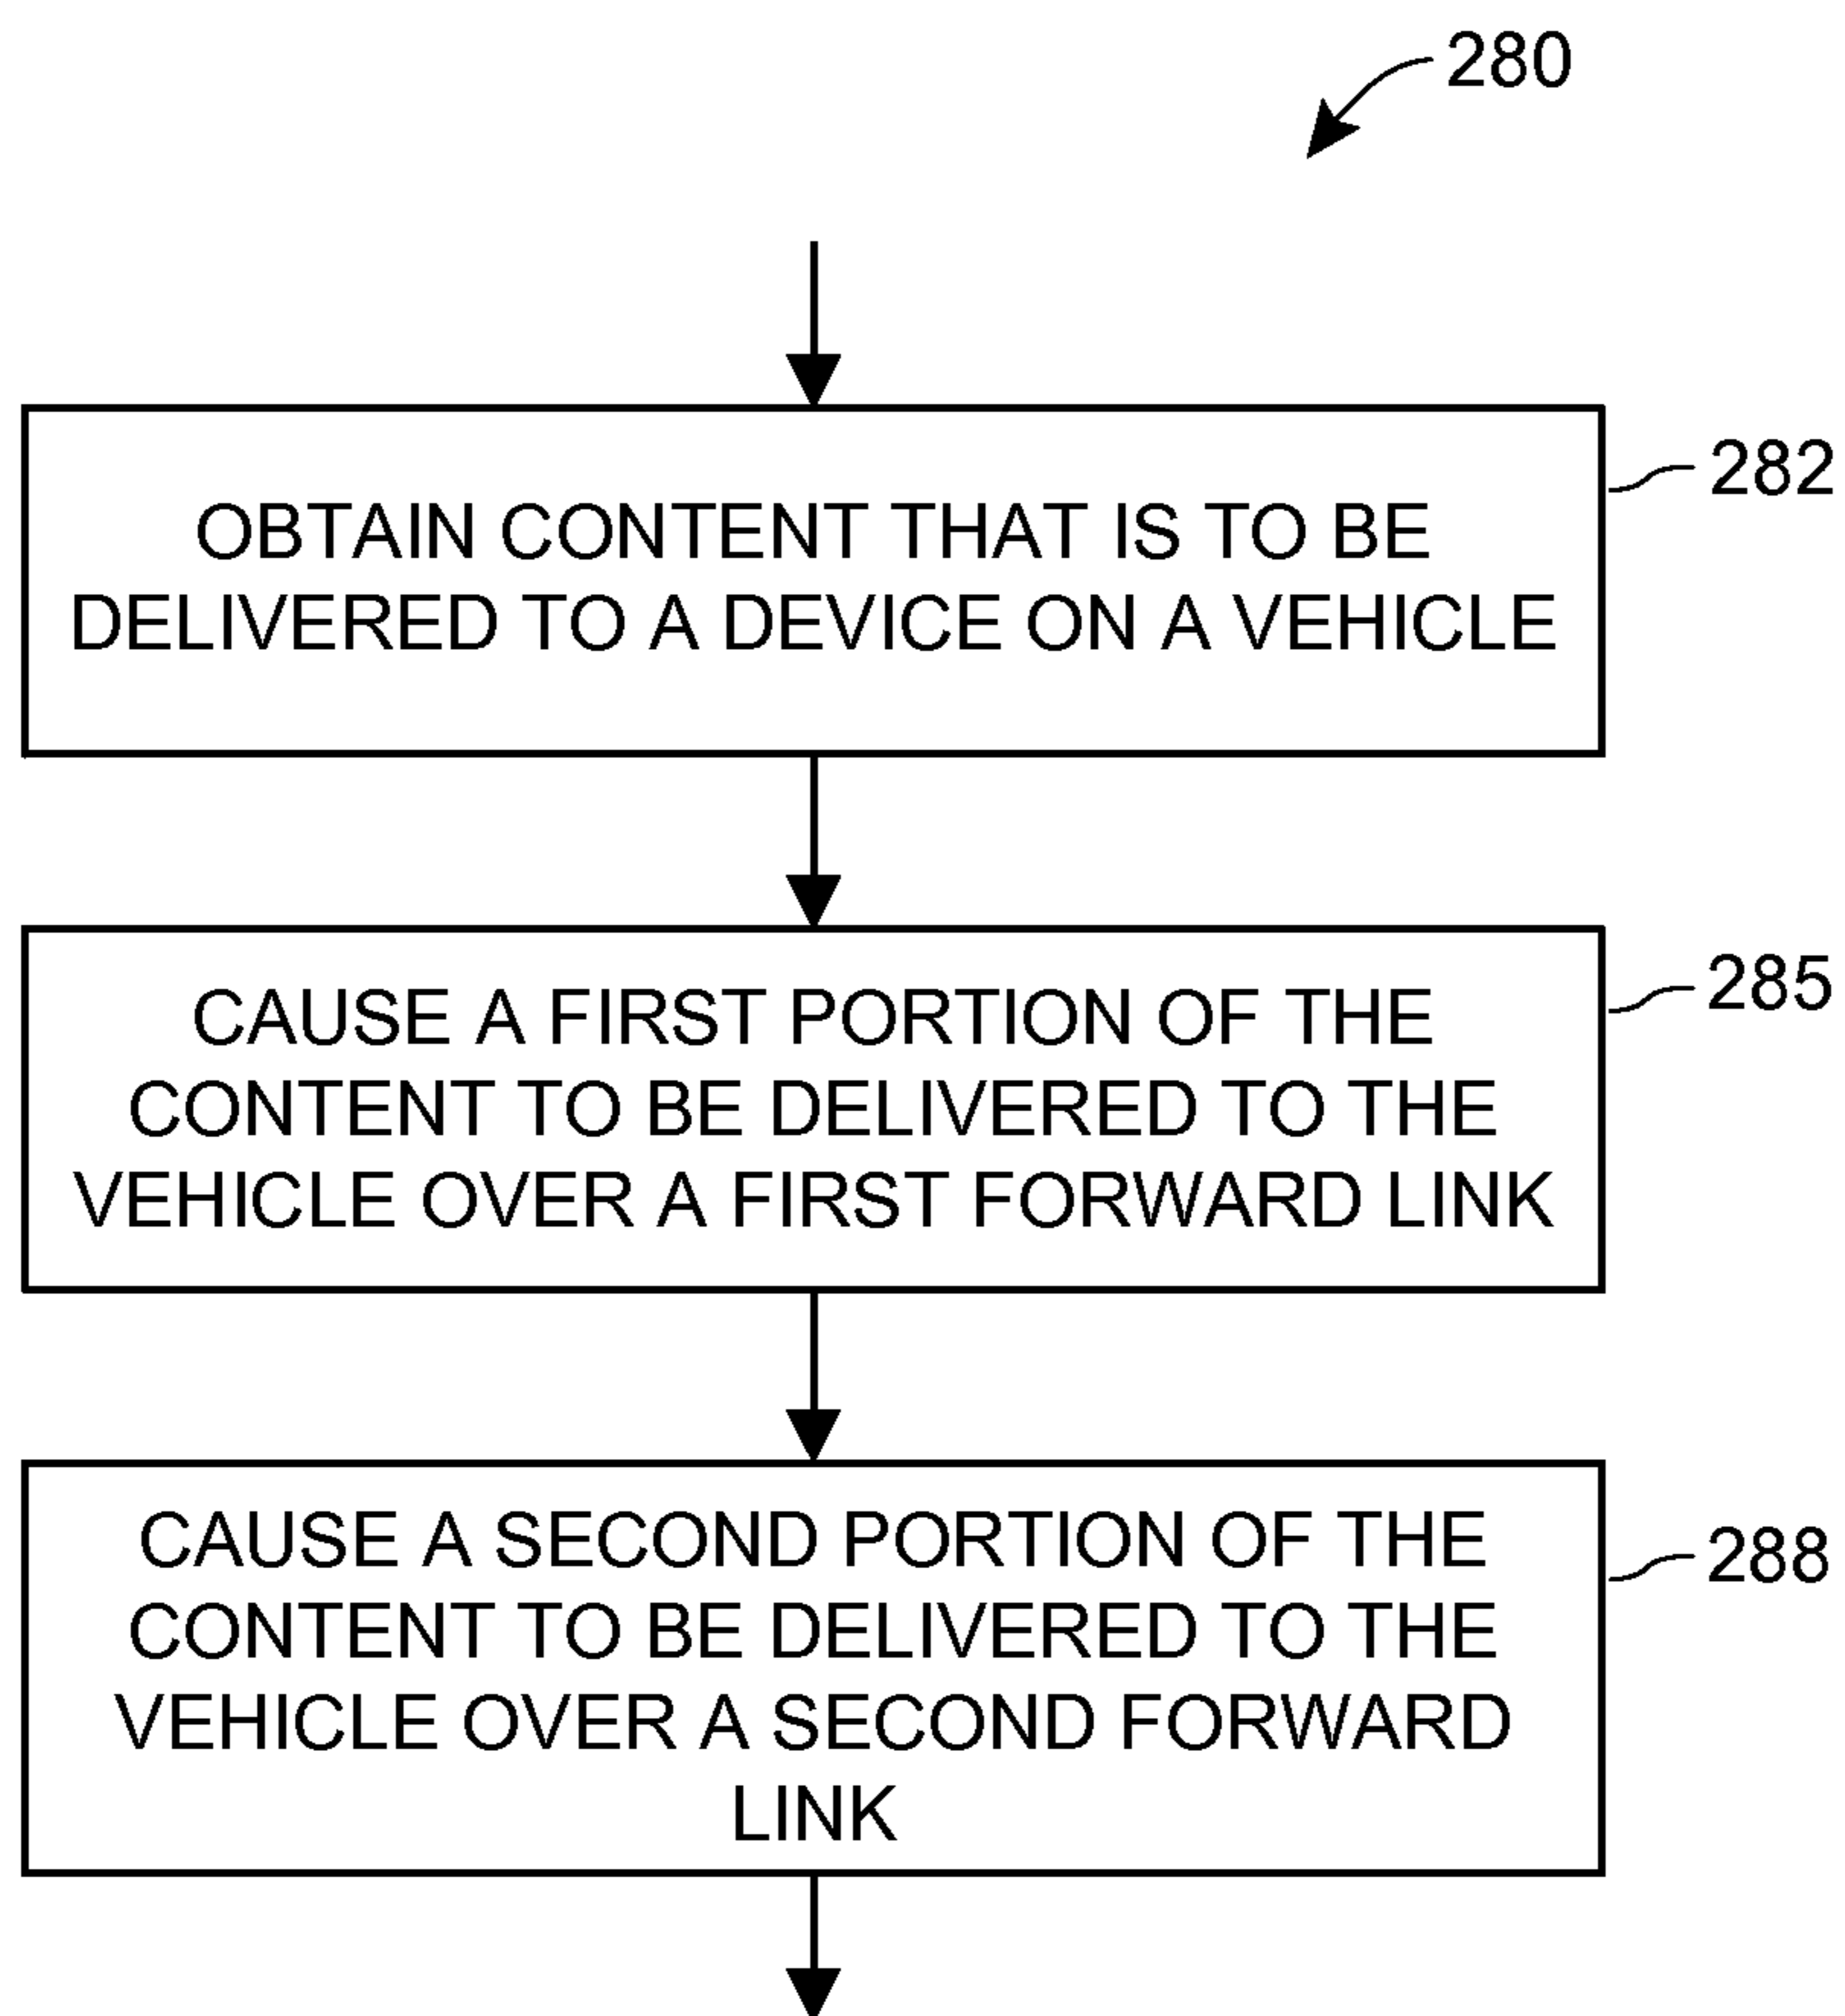 280
282
OBTAIN CONTENT THAT IS TO BE
DELIVERED TO A DEVICE ON A VEHICLE
285
CAUSE A FIRST PORTION OF THE
CONTENT TO BE DELIVERED TO THE
VEHICLE OVER A FIRST FORWARD LINK
288
CAUSE A SECOND PORTION OF THE
CONTENT TO BE DELIVERED TO THE
VEHICLE OVER A SECOND FORWARD
LINK